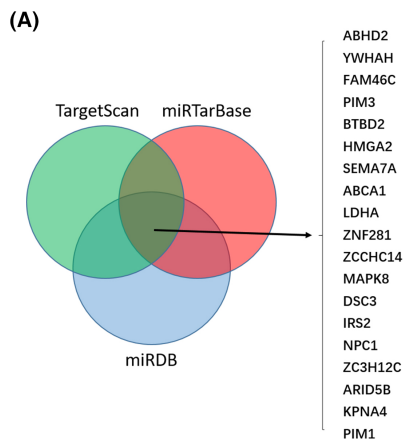 (A)
TargetScan
miRTarBase
miRDB
ABHD2
YWHAH
FAM46C
PIM3
BTBD2
HMGA2
SEMA7A
ABCA1
LDHA
ZNF281
ZCCHC14
MAPK8
DSC3
IRS2
NPC1
ZC3H12C
ARID5B
KPNA4
PIM1